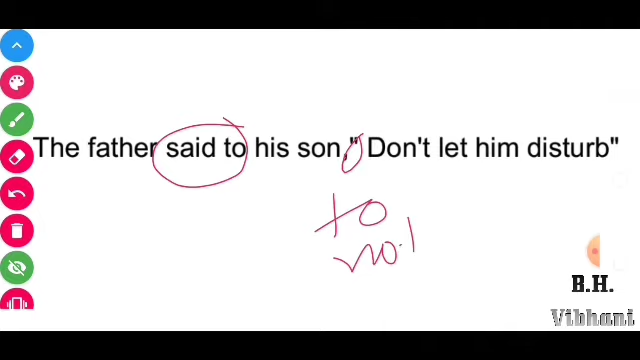 The father said to his son," Don't let him disturb"
to
not
B.H.
Vibhani